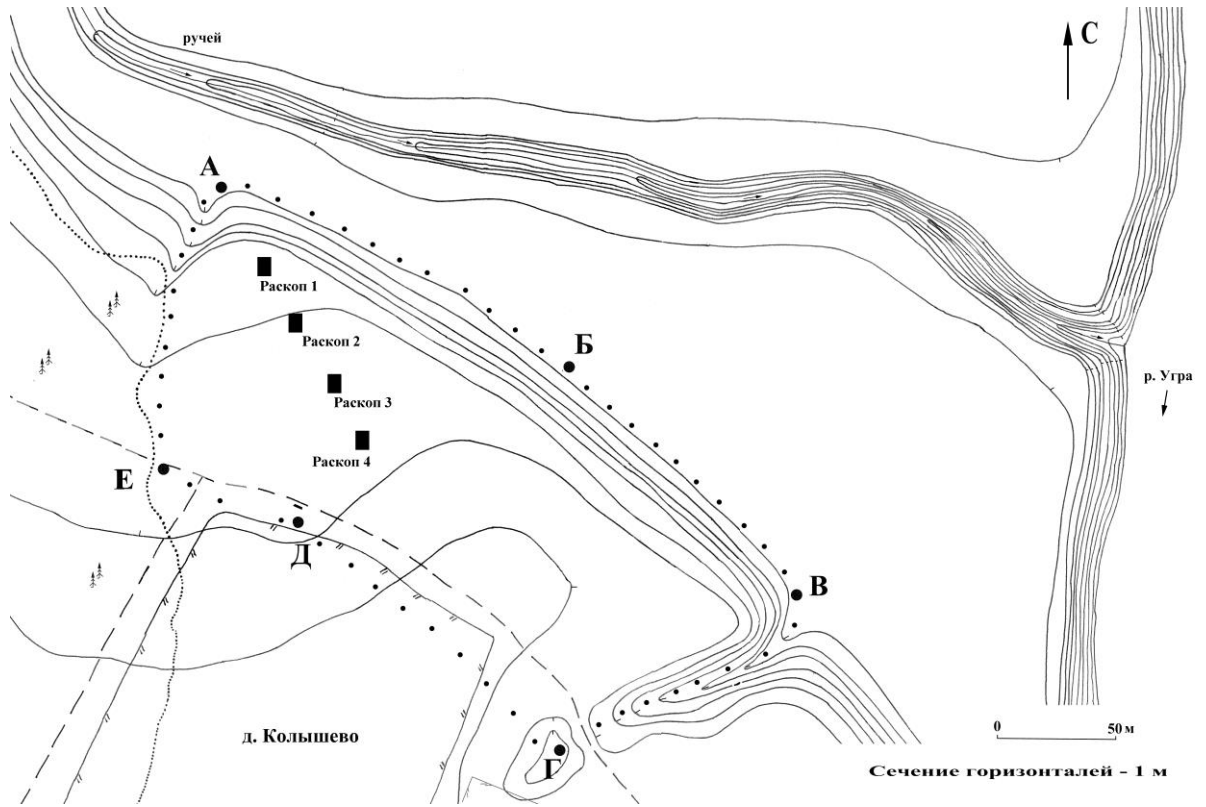 ручей
С
А
Раскоп 1
Раскоп 2
Б
р. Угра
Раскоп 3
Раскоп 4
Е
Д
В
д. Колышево
Г
0 50 м
Сечение горизонталей - 1 м